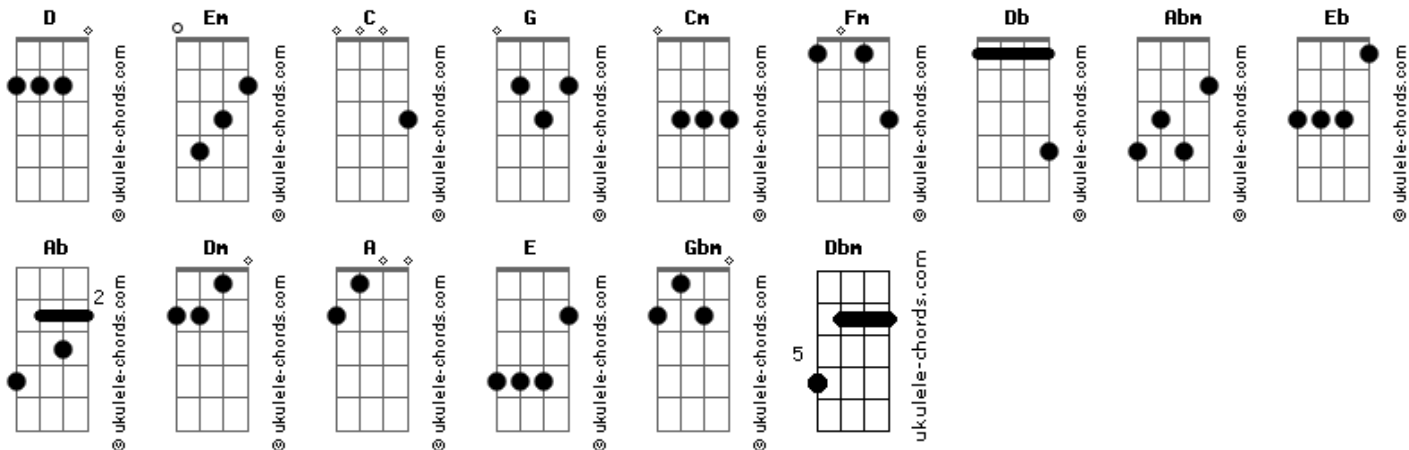 D Em C G Cm Fm Db Abm Eb
© ukulele-chords.com © ukulele-chords.com © ukulele-chords.com © ukulele-chords.com © ukulele-chords.com © ukulele-chords.com © ukulele-chords.com © ukulele-chords.com © ukulele-chords.com
Ab Dm A E Gbm Dbm
2 © ukulele-chords.com © ukulele-chords.com © ukulele-chords.com © ukulele-chords.com © ukulele-chords.com 5 ukulele-chords.com